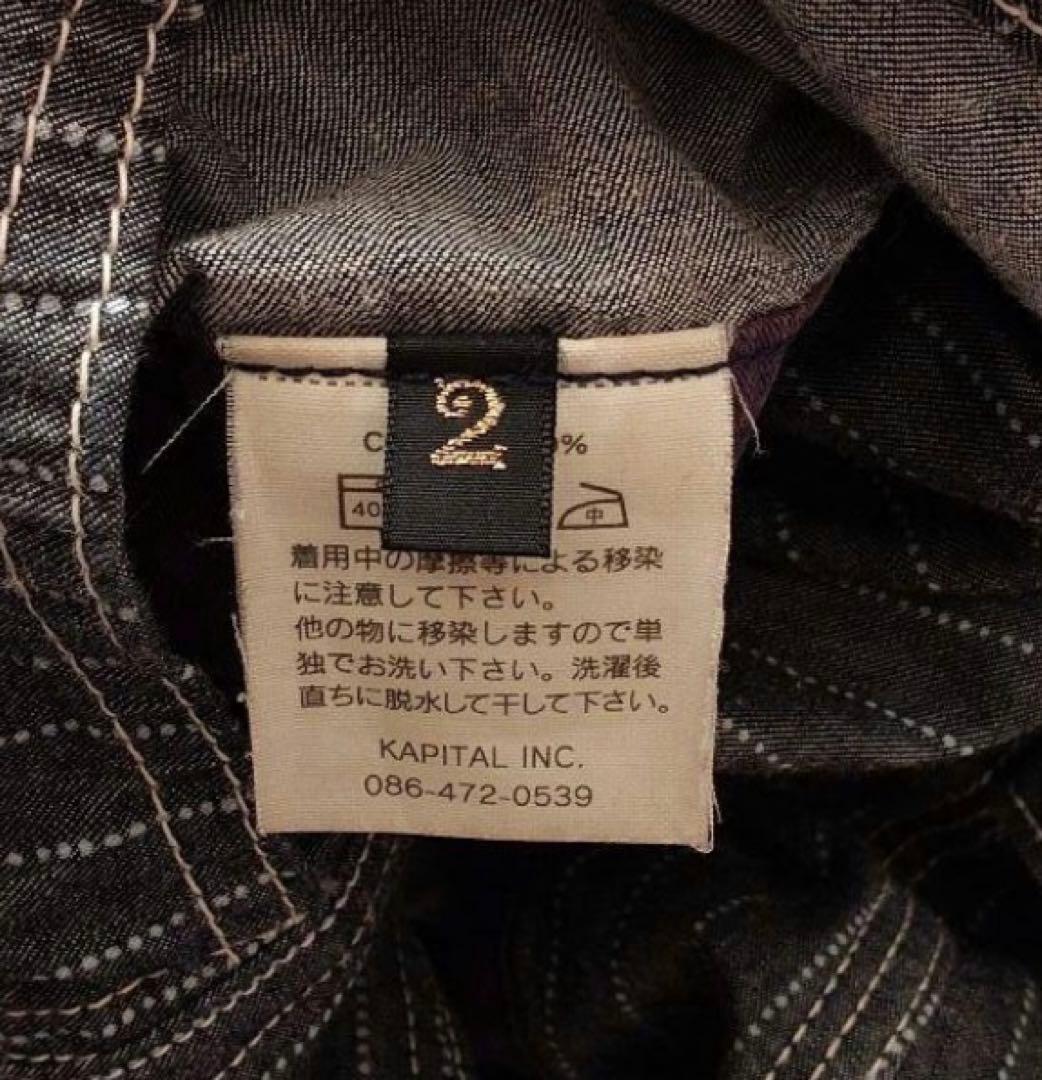 2
C 0%
40 中
着用中の摩擦等による移染
に注意して下さい。
他の物に移染しますので単
独でお洗い下さい。洗濯後
直ちに脱水して干して下さい。
KAPITAL INC.
086-472-0539